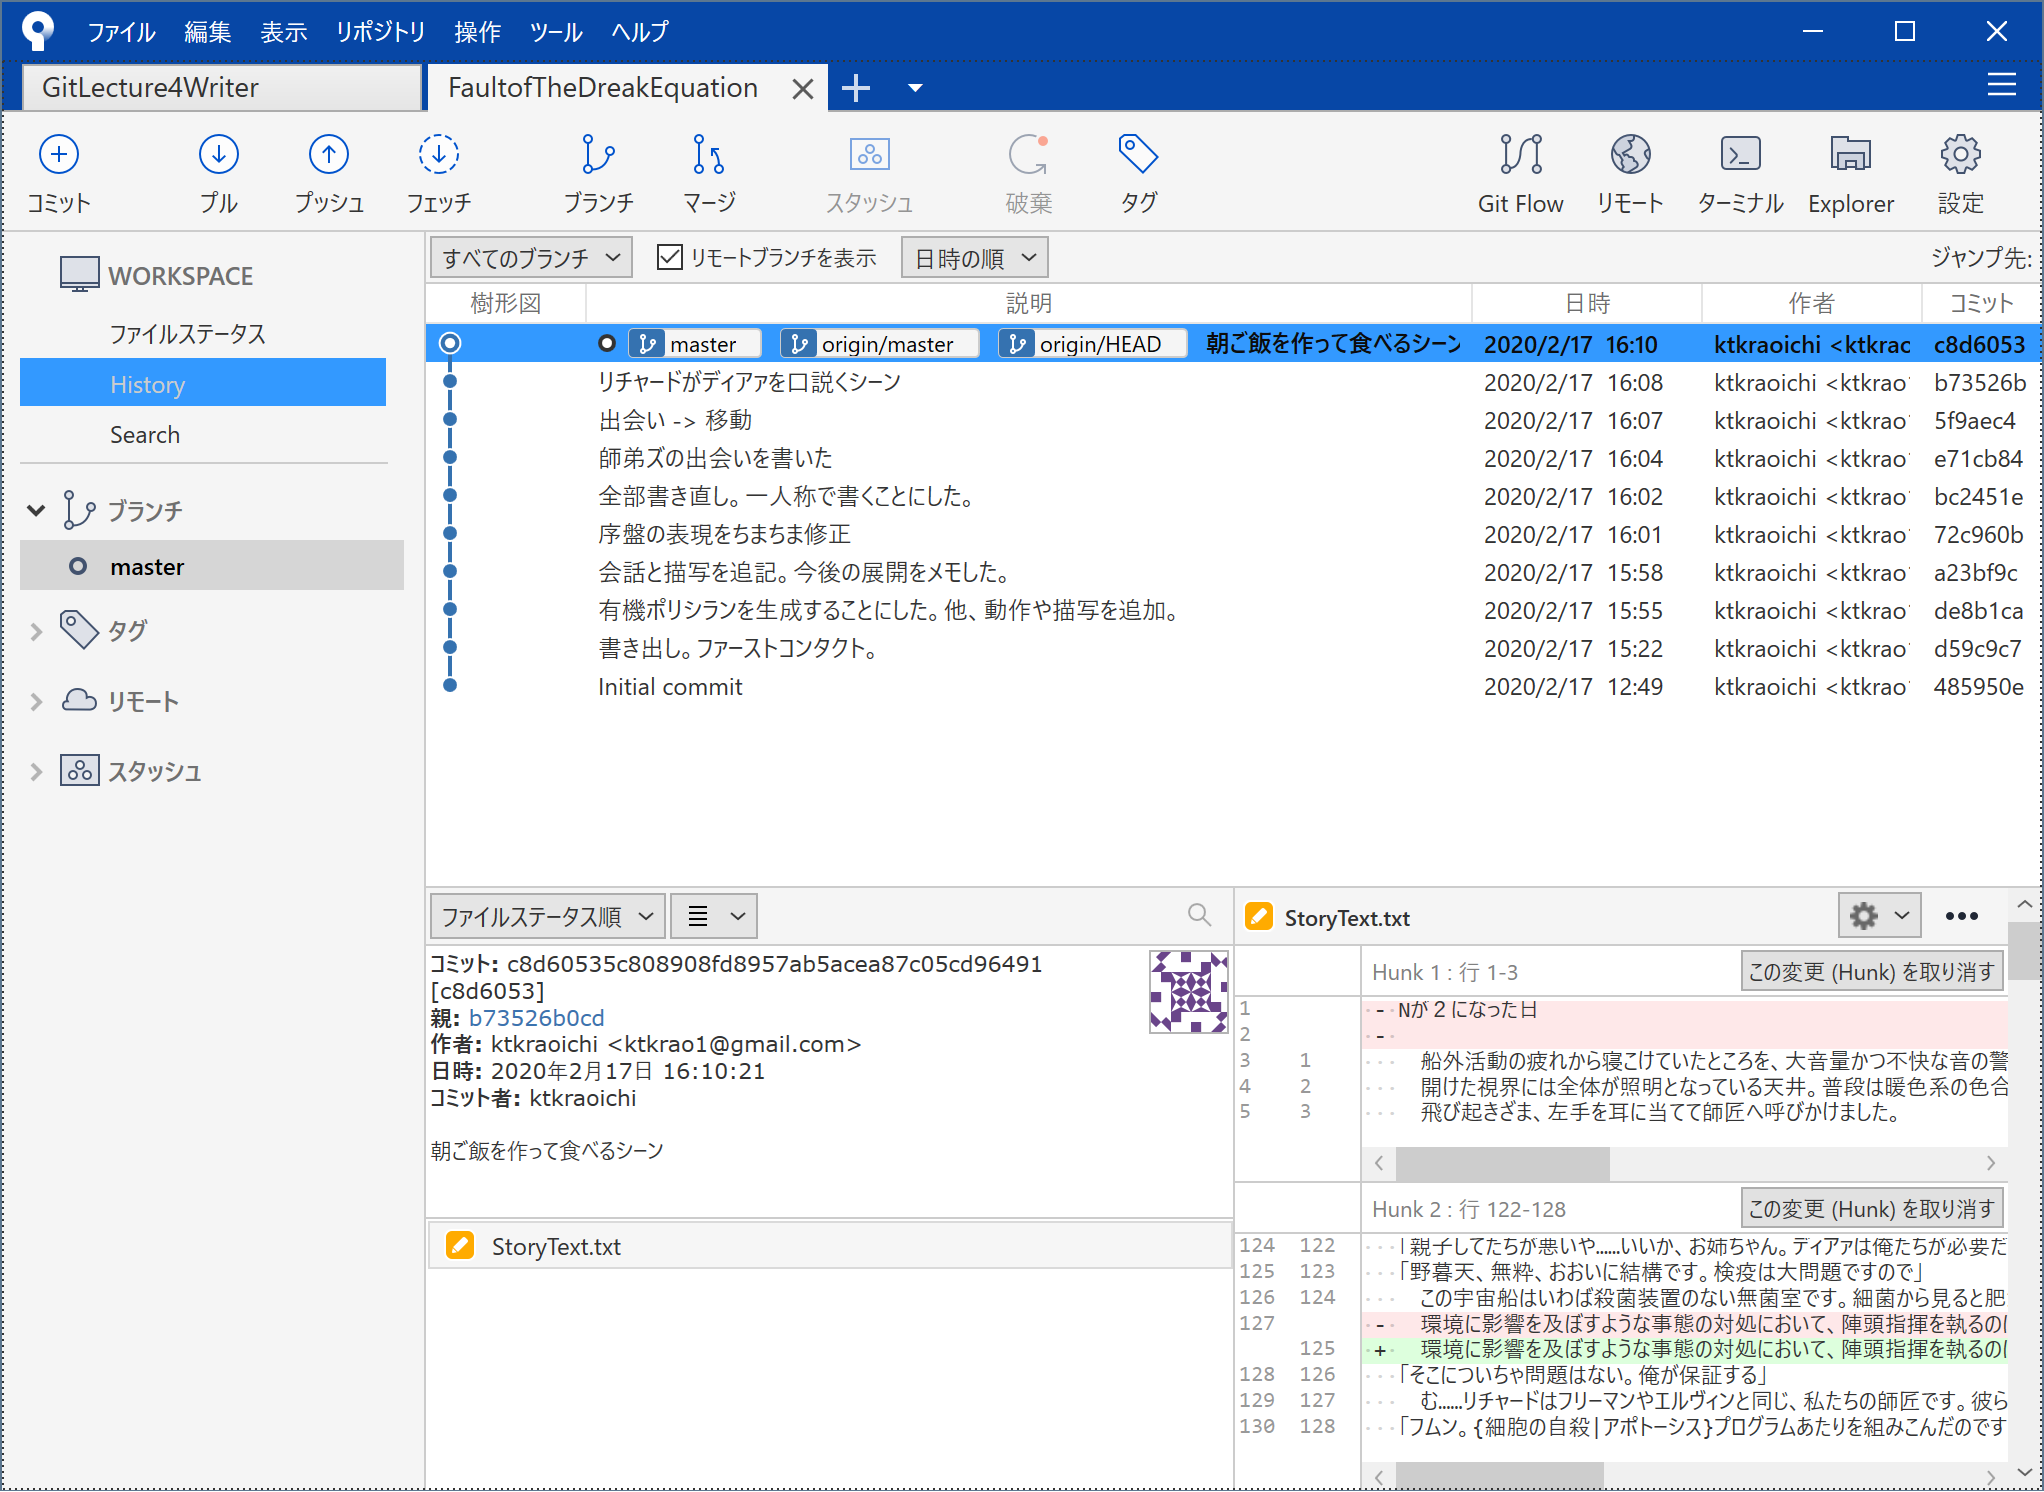 ファイル 編集 表示 リポジトリ 操作 ツール ヘルプ
GitLecture4Writer FaultofTheDreakEquation
コミット プル プッシュ フェッチ ブランチ マージ スタッシュ 破棄 タグ Git Flow リモート ターミナル Explorer 設定
WORKSPACE
ファイルステータス
History
Search
ブランチ
master
タグ
リモート
スタッシュ
すべてのブランチ リモートブランチを表示 日時の順 ジャンプ先:
樹形図 説明 日時 作者 コミット
master origin/master origin/HEAD 朝ご飯を作って食べるシーン 2020/2/17 16:10 ktkraoichi <ktkrac c8d6053
リチャードがディアァを口説くシーン 2020/2/17 16:08 ktkraoichi <ktkrao b73526b
出会い -> 移動 2020/2/17 16:07 ktkraoichi <ktkrao 5f9aec4
師弟ズの出会いを書いた 2020/2/17 16:04 ktkraoichi <ktkrao e71cb84
全部書き直し。一人称で書くことにした。 2020/2/17 16:02 ktkraoichi <ktkrao bc2451e
序盤の表現をちまちま修正 2020/2/17 16:01 ktkraoichi <ktkrao 72c960b
会話と描写を追記。今後の展開をメモした。 2020/2/17 15:58 ktkraoichi <ktkrao a23bf9c
有機ポリシランを生成することにした。他、動作や描写を追加。 2020/2/17 15:55 ktkraoichi <ktkrao de8b1ca
書き出し。ファーストコンタクト。 2020/2/17 15:22 ktkraoichi <ktkrao d59c9c7
Initial commit 2020/2/17 12:49 ktkraoichi <ktkrao 485950e
ファイルステータス順
コミット: c8d60535c808908fd8957ab5acea87c05cd96491
[c8d6053]
親: b73526b0cd
作者: ktkraoichi <ktkrao1@gmail.com>
日時: 2020年2月17日 16:10:21
コミット者: ktkraoichi
朝ご飯を作って食べるシーン
StoryText.txt
StoryText.txt
Hunk 1 : 行 1-3 この変更 (Hunk) を取り消す
1 - Nが２になった日
2 -
3 1 船外活動の疲れから寝こけていたところを、大音量かつ不快な音の警
4 2 開けた視界には全体が照明となっている天井。普段は暖色系の色合
5 3 飛び起きざま、左手を耳に当てて師匠へ呼びかけました。
Hunk 2 : 行 122-128 この変更 (Hunk) を取り消す
124 122 「親子してたちが悪いや……いいか、お姉ちゃん。ディアァは俺たちが必要だ
125 123 「野暮天、無粋、おおいに結構です。検疫は大問題ですので」
126 124 この宇宙船はいわば殺菌装置のない無菌室です。細菌から見ると肥
127 - 環境に影響を及ぼすような事態の対処において、陣頭指揮を執るの
125 + 環境に影響を及ぼすような事態の対処において、陣頭指揮を執るの
128 126 「そこについちゃ問題はない。俺が保証する」
129 127 む……リチャードはフリーマンやエルヴィンと同じ、私たちの師匠です。彼ら
130 128 「フムン。{細胞の自殺|アポトーシス}プログラムあたりを組みこんだのです